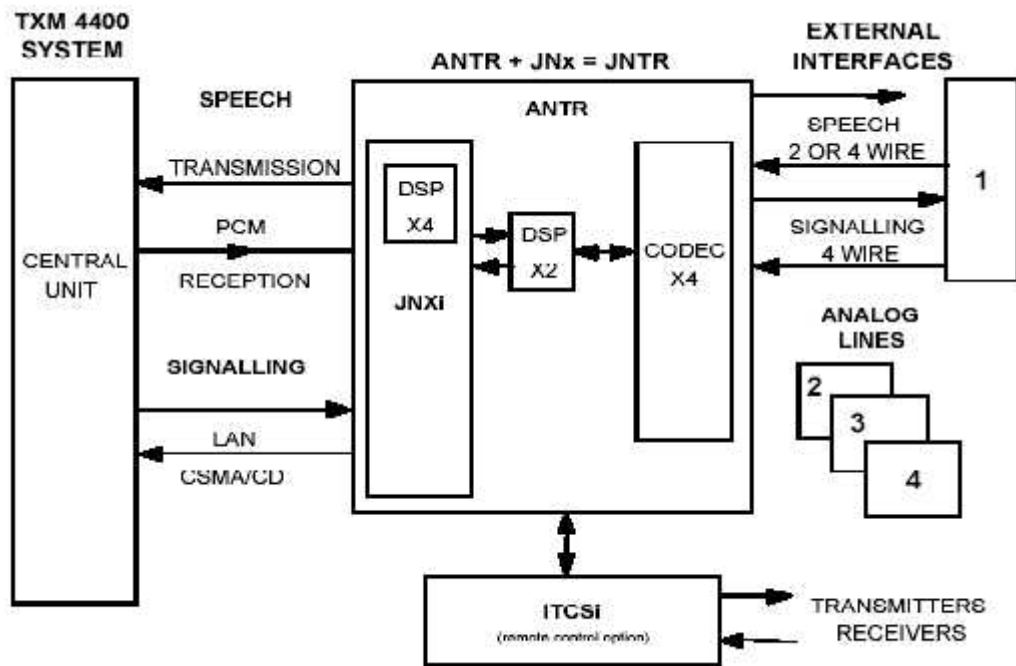 TXM 4400
SYSTEM
EXTERNAL
INTERFACES
ANTR + JNx = JNTR
SPEECH
ANTR
SPEECH
2 OR 4 WIRE
TRANSMISSION
DSP
X4
1
PCM
DSP
X2
CODEC
X4
SIGNALLING
4 WIRE
CENTRAL
UNIT
RECEPTION
JNXi
ANALOG
LINES
SIGNALLING
2
3
4
LAN
CSMA/CD
ITCSi
(remote control option)
TRANSMITTERS
RECEIVERS